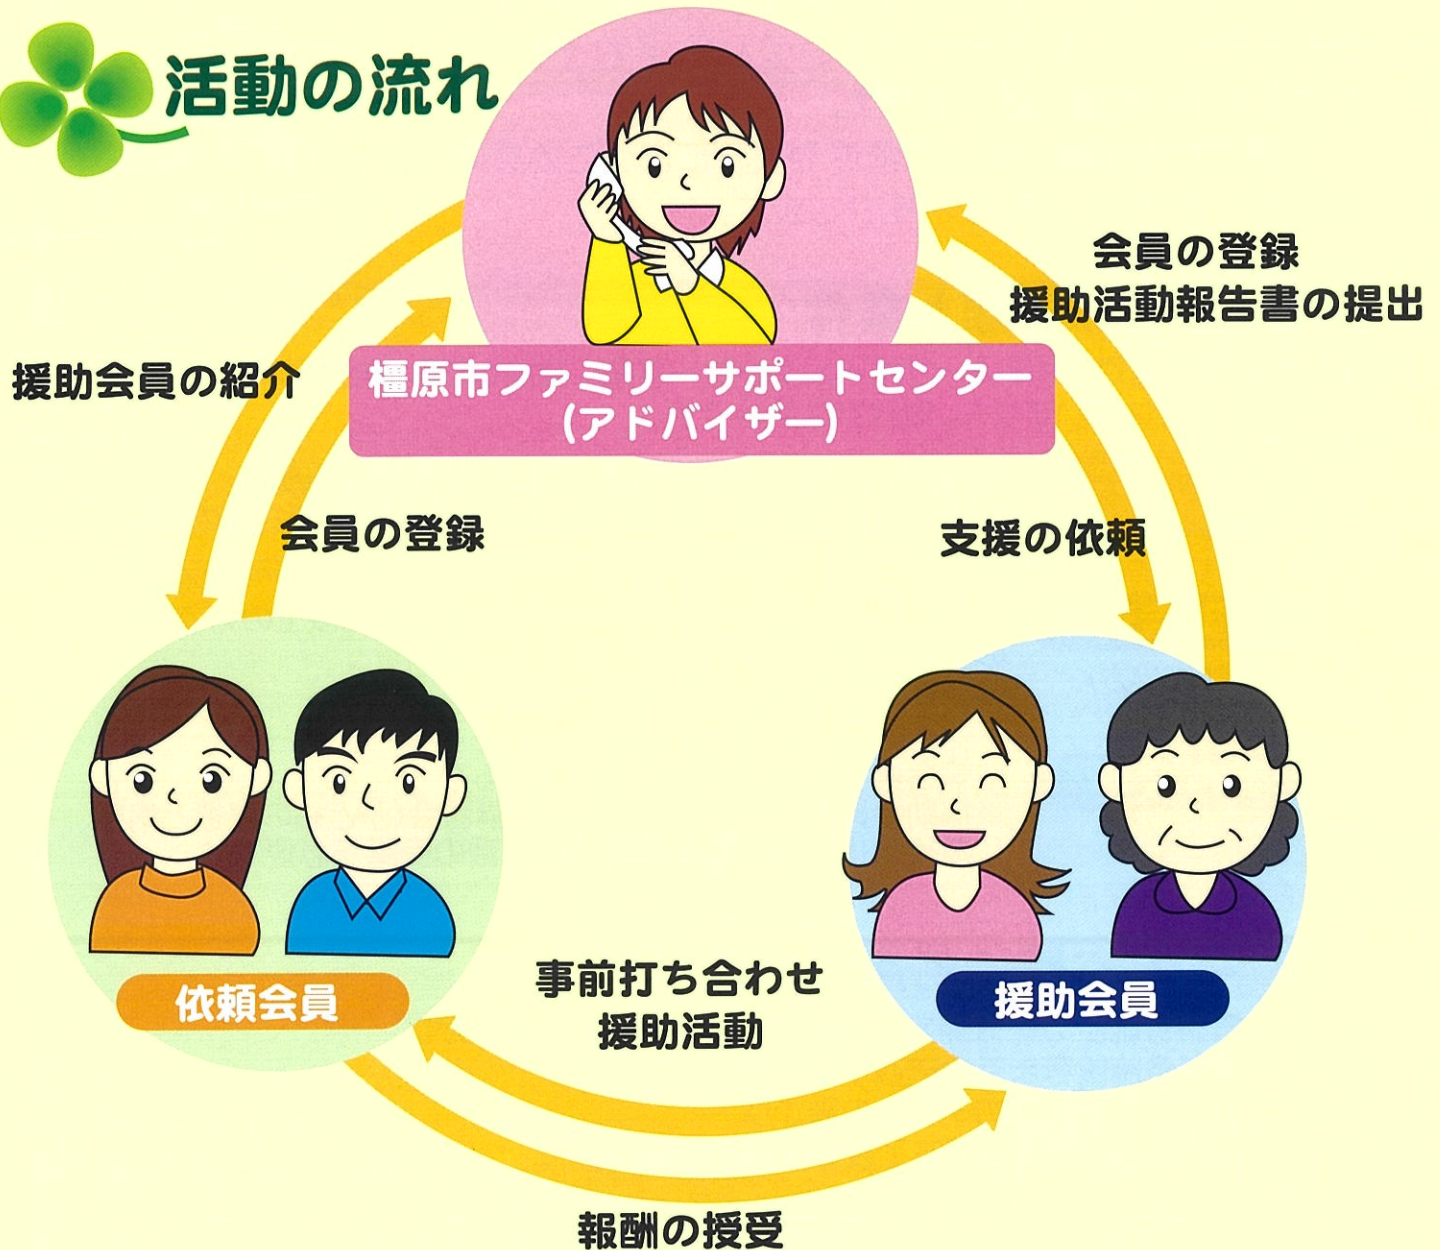 活動の流れ
会員の登録
援助活動報告書の提出
援助会員の紹介
橿原市ファミリーサポートセンター
(アドバイザー)
会員の登録
支援の依頼
依頼会員
援助会員
事前打ち合わせ
援助活動
報酬の授受